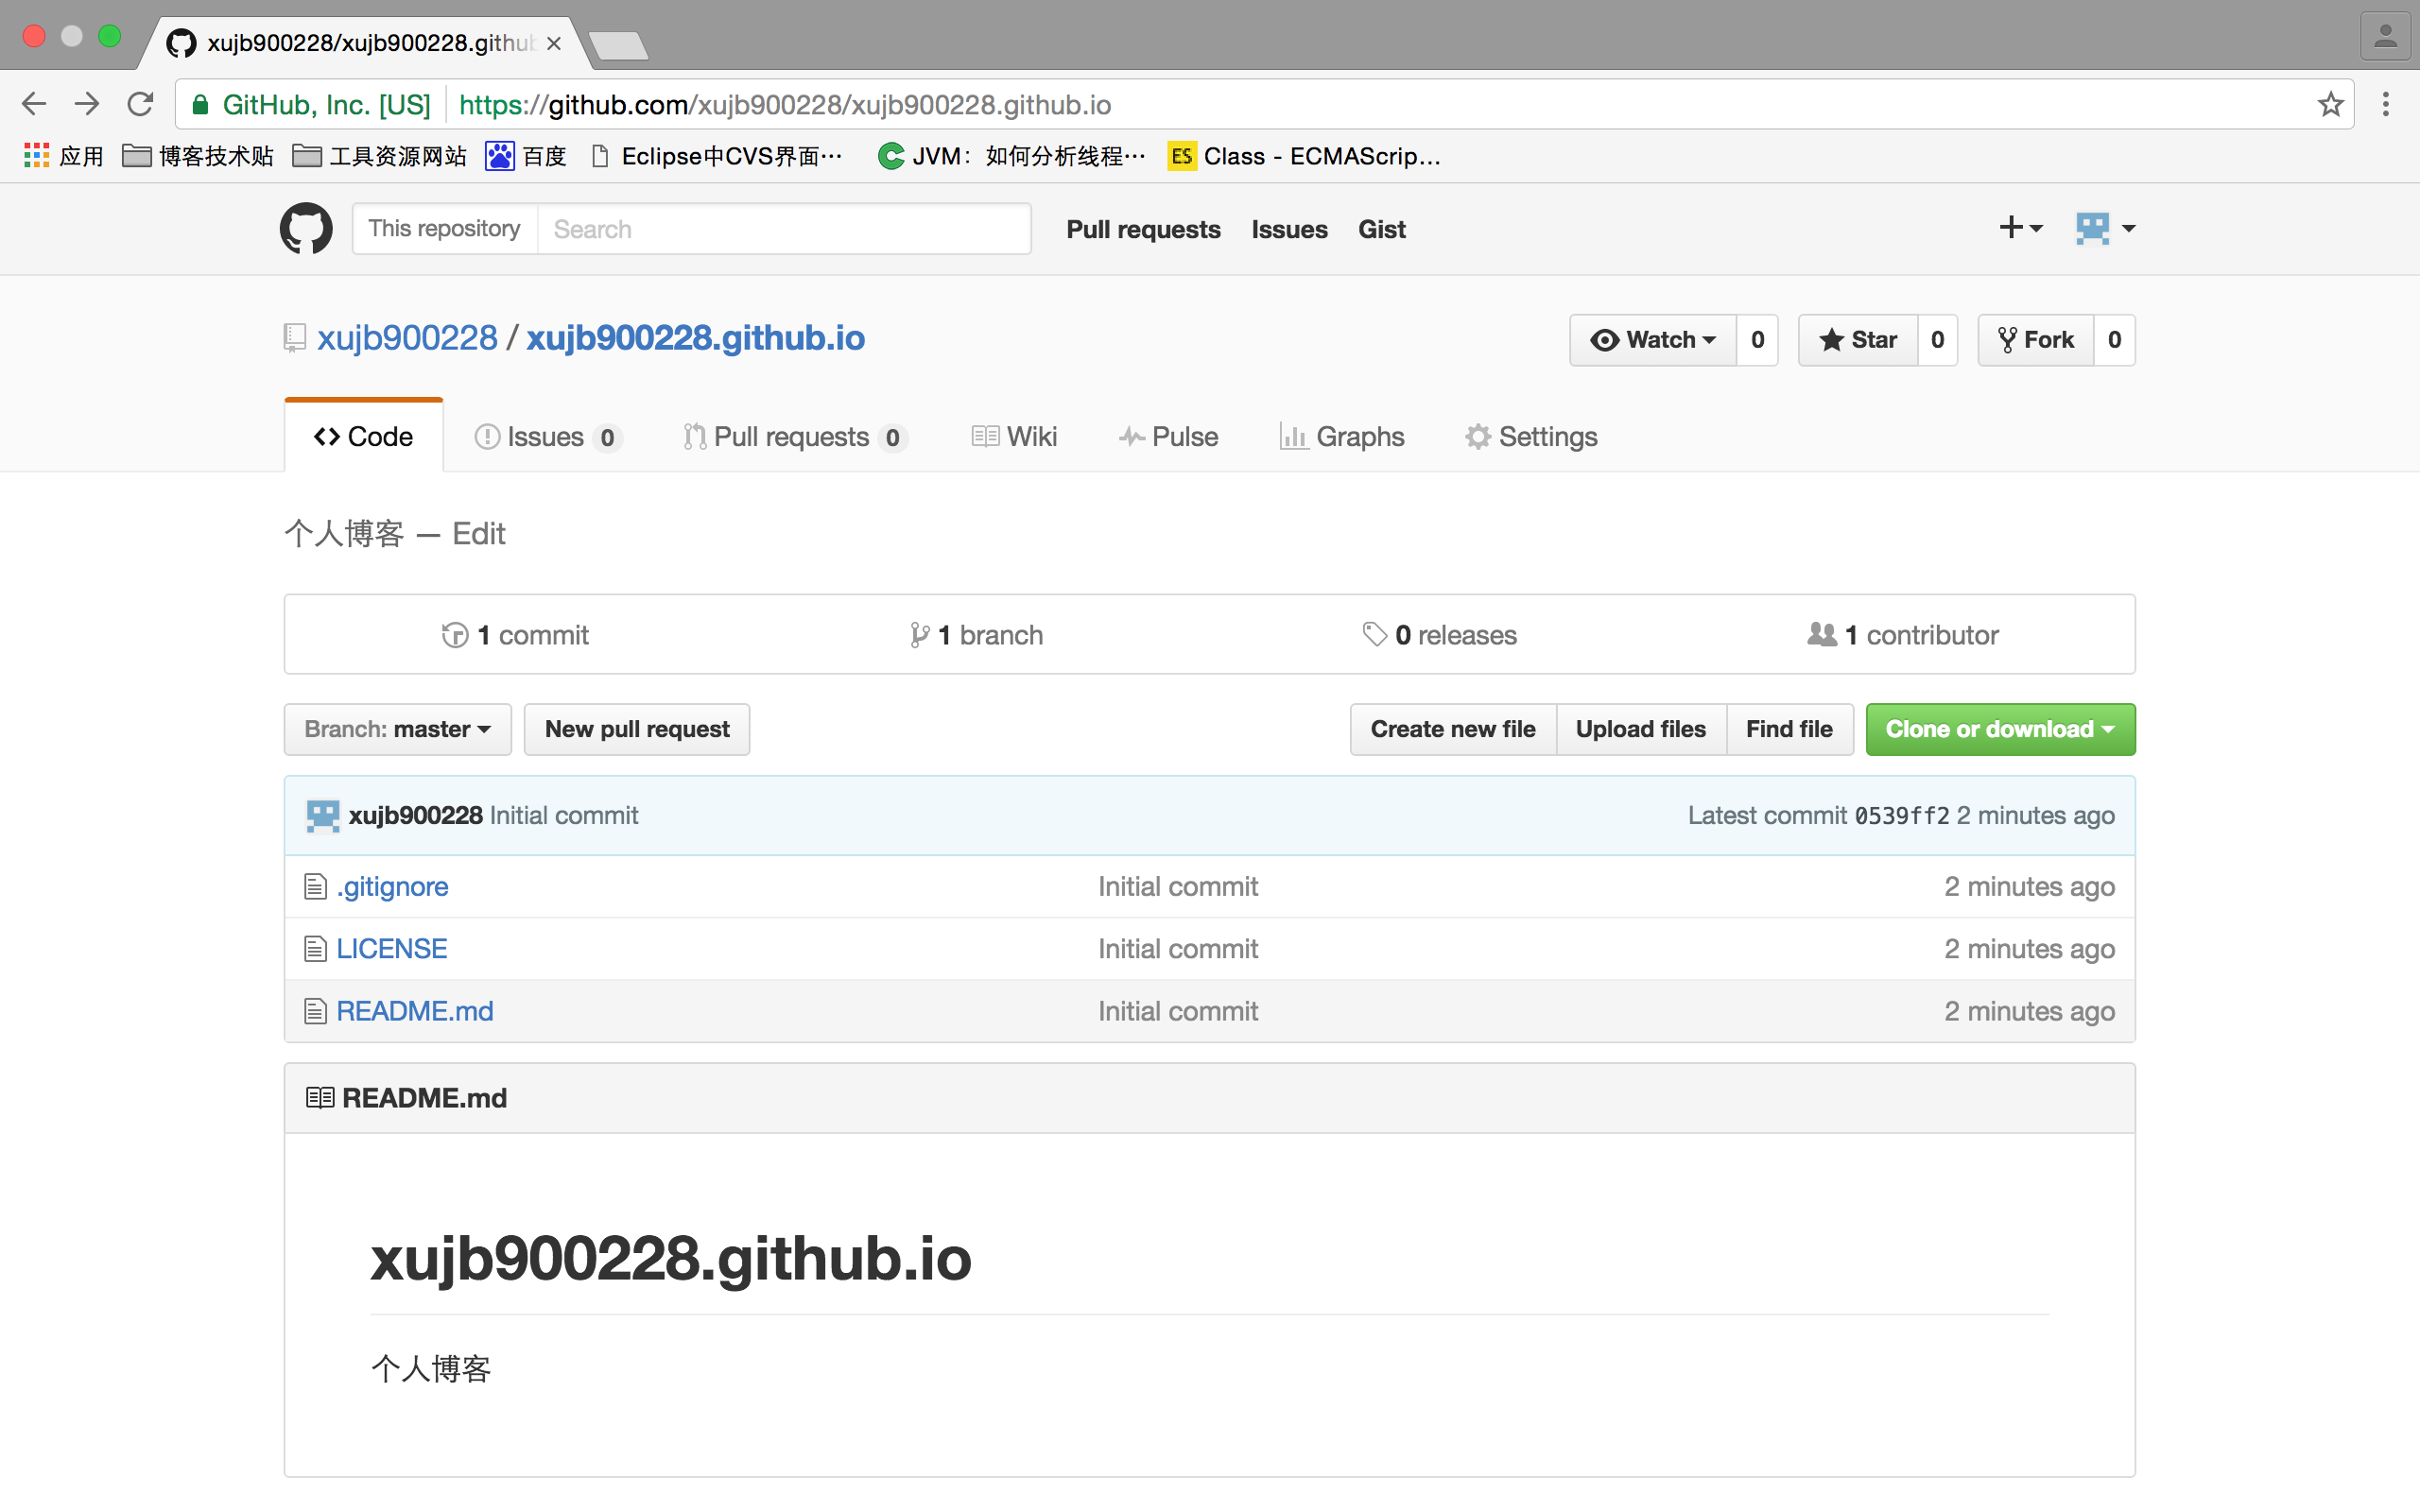 xujb900228/xujb900228.github
GitHub, Inc. [US] https://github.com/xujb900228/xujb900228.github.io
应用 博客技术贴 工具资源网站 百度 Eclipse中CVS界面… JVM：如何分析线程… ES Class - ECMAScrip…
This repository Search Pull requests Issues Gist
xujb900228 / xujb900228.github.io Watch 0 Star 0 Fork 0
Code Issues 0 Pull requests 0 Wiki Pulse Graphs Settings
个人博客 — Edit
1 commit 1 branch 0 releases 1 contributor
Branch: master New pull request Create new file Upload files Find file Clone or download
xujb900228 Initial commit Latest commit 0539ff2 2 minutes ago
.gitignore Initial commit 2 minutes ago
LICENSE Initial commit 2 minutes ago
README.md Initial commit 2 minutes ago
README.md
xujb900228.github.io
个人博客